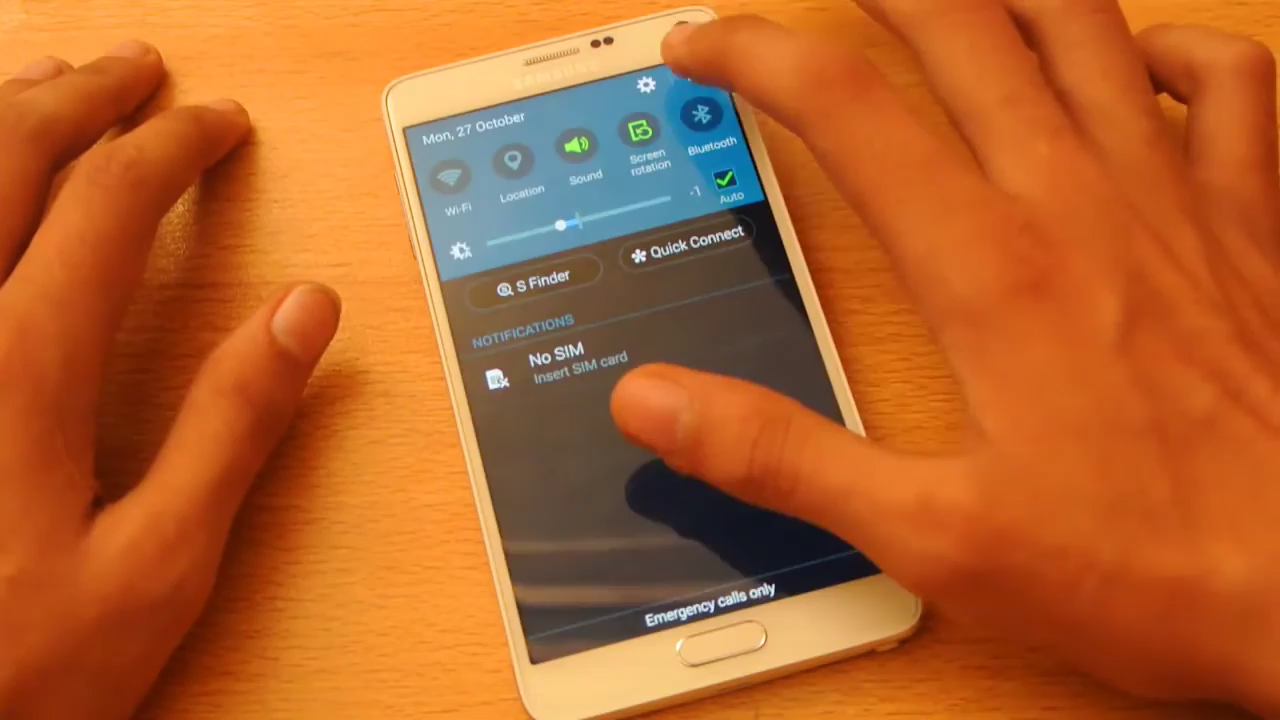 SAMSUNG
Mon, 27 October
Wi-Fi
Location
Sound
Screen
rotation
Bluetooth
A
-1
Auto
S Finder
Quick Connect
NOTIFICATIONS
No SIM
Insert SIM card
Emergency calls only